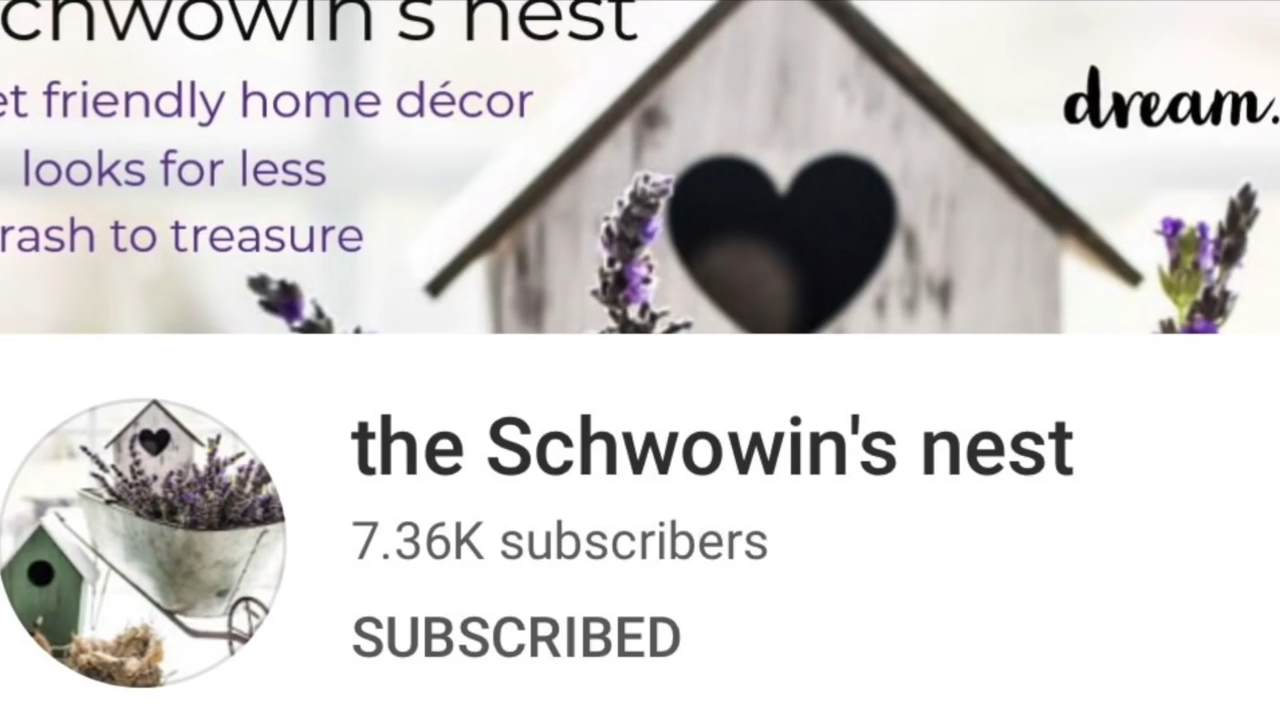 chwowin's nest
et friendly home décor
dream.
looks for less
rash to treasure
the Schwowin's nest
7.36K subscribers
SUBSCRIBED